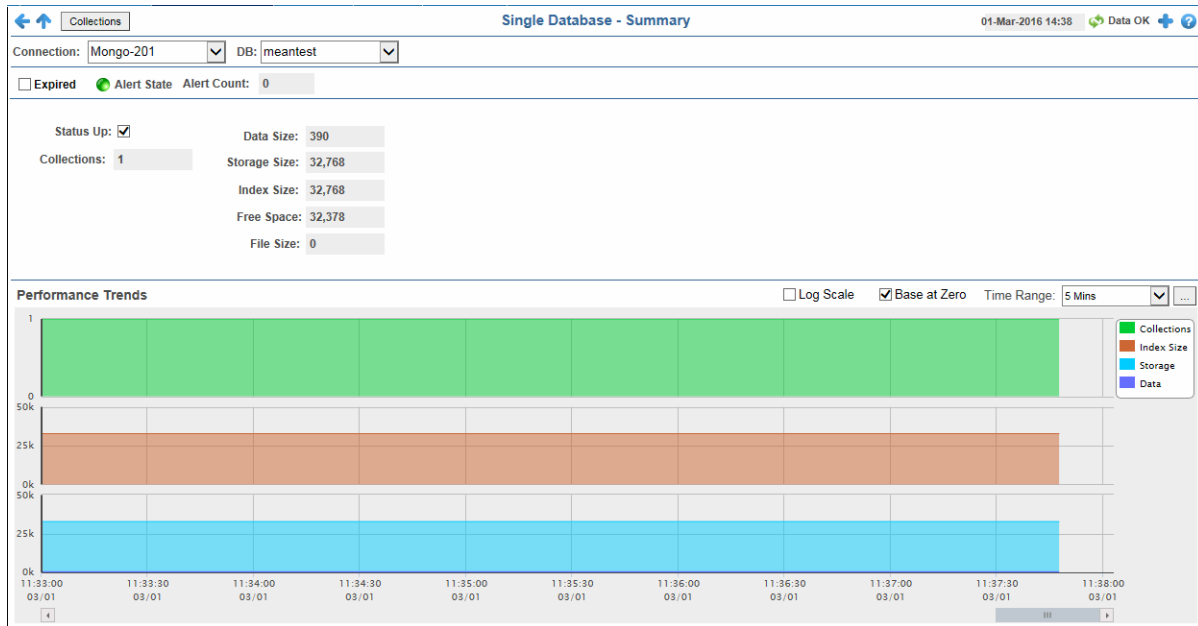 Collections
Single Database - Summary
01-Mar-2016 14:38 Data OK
Connection: Mongo-201 DB: meantest
Expired Alert State Alert Count: 0
Status Up:
Collections: 1
Data Size: 390
Storage Size: 32,768
Index Size: 32,768
Free Space: 32,378
File Size: 0
Performance Trends
Log Scale Base at Zero Time Range: 5 Mins ...
1
0
50k
25k
0k
50k
25k
0k
Collections
Index Size
Storage
Data
11:33:00 11:33:30 11:34:00 11:34:30 11:35:00 11:35:30 11:36:00 11:36:30 11:37:00 11:37:30 11:38:00
03/01 03/01 03/01 03/01 03/01 03/01 03/01 03/01 03/01 03/01 03/01